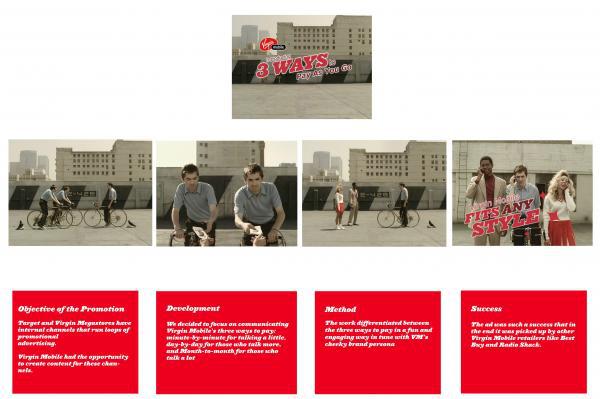 Virgin
mobile
3 WAYS to
Pay As You Go
Virgin Mobile
FITS ANY
STYLE
Objective of the Promotion
Target and Virgin Megastores have
internal channels that run loops of
promotional
advertising.
Virgin Mobile had the opportunity
to create content for these chan-
nels.
Development
We decided to focus on communicating
Virgin Mobile's three ways to pay:
minute-by-minute for talking a little,
day-by-day for those who talk more,
and Month-to-month for those who
talk a lot
Method
The work differentiated between
the three ways to pay in a fun and
engaging way in tune with VM's
cheeky brand persona
Success
The ad was such a success that in
the end it was picked up by other
Virgin Mobile retailers like Best
Buy and Radio Shack.